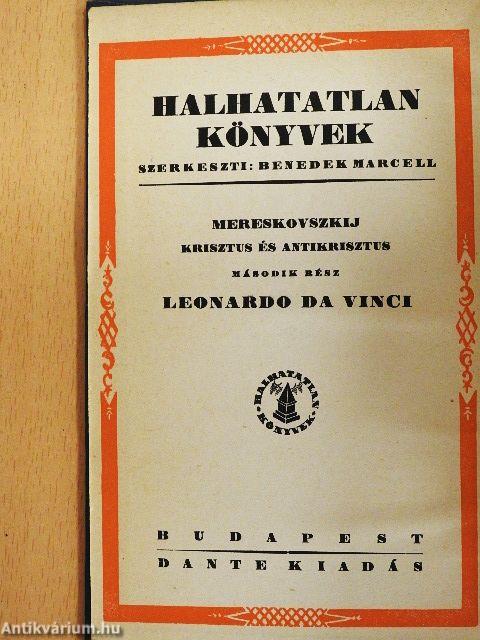 HALHATATLAN
KÖNYVEK
SZERKESZTI: BENEDEK MARCELL
MERESKOVSZKIJ
KRISZTUS ÉS ANTIKRISZTUS
MÁSODIK RÉSZ
LEONARDO DA VINCI
HALHATATLAN
KÖNYVEK
BUDAPEST
DANTE KIADÁS
Antikvárium.hu